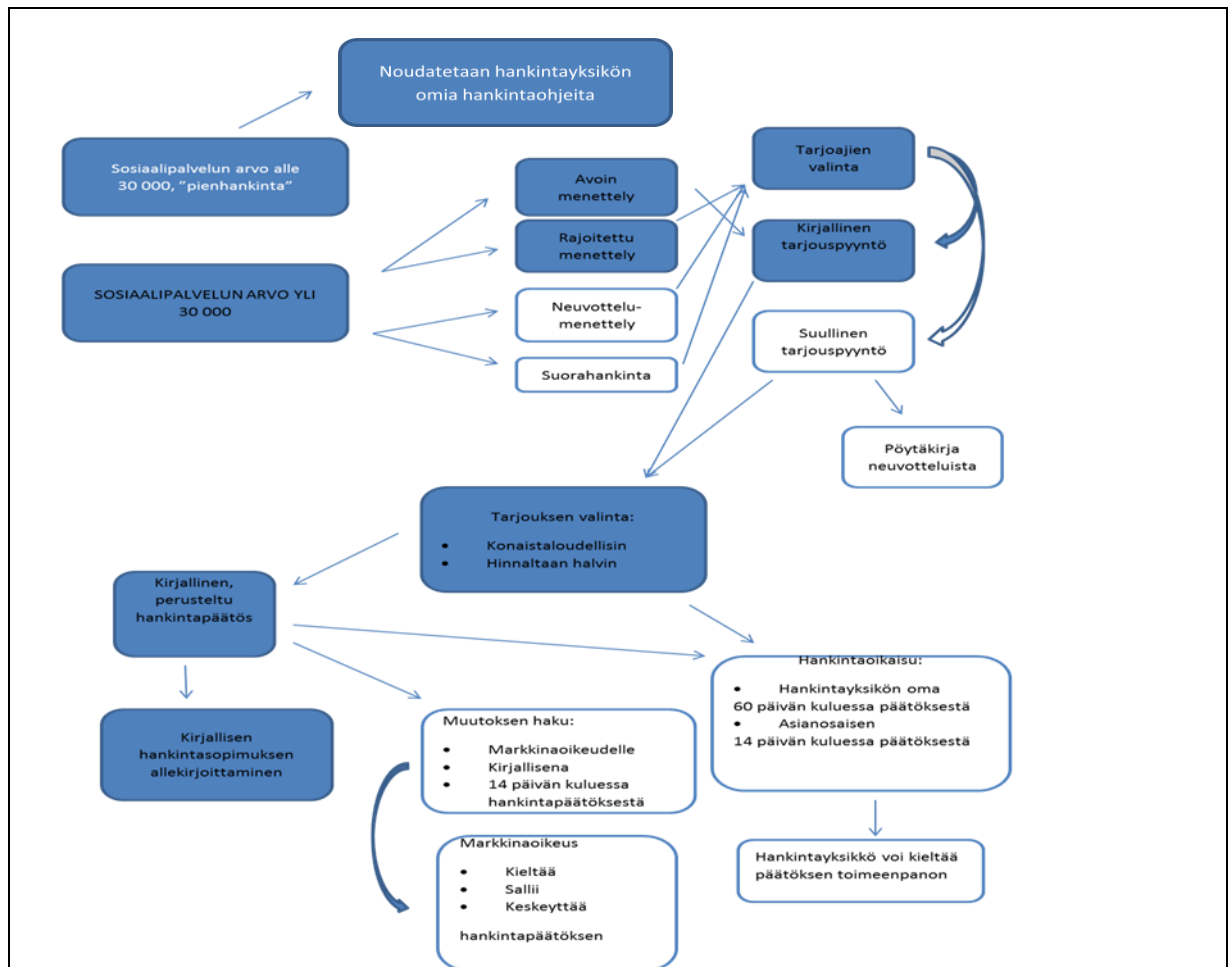 Noudatetaan hankintayksikön
omia hankintaohjeita
Sosiaalipalvelun arvo alle
30 000, ”pienhankinta”
SOSIAALIPALVELUN ARVO YLI
30 000
Avoin
menettely
Rajoitettu
menettely
Neuvottelu-
menettely
Suorahankinta
Tarjoajien
valinta
Kirjallinen
tarjouspyyntö
Suullinen
tarjouspyyntö
Pöytäkirja
neuvotteluista
Tarjouksen valinta:
• Konaistaloudellisin
• Hinnaltaan halvin
Kirjallinen,
perusteltu
hankintapäätös
Kirjallisen
hankintasopimuksen
allekirjoittaminen
Muutoksen haku:
• Markkinaoikeudelle
• Kirjallisena
• 14 päivän kuluessa
hankintapäätöksestä
Markkinaoikeus
• Kieltää
• Sallii
• Keskeyttää
hankintapäätöksen
Hankintaoikaisu:
• Hankintayksikön oma
60 päivän kuluessa päätöksestä
• Asianosaisen
14 päivän kuluessa päätöksestä
Hankintayksikkö voi kieltää
päätöksen toimeenpanon